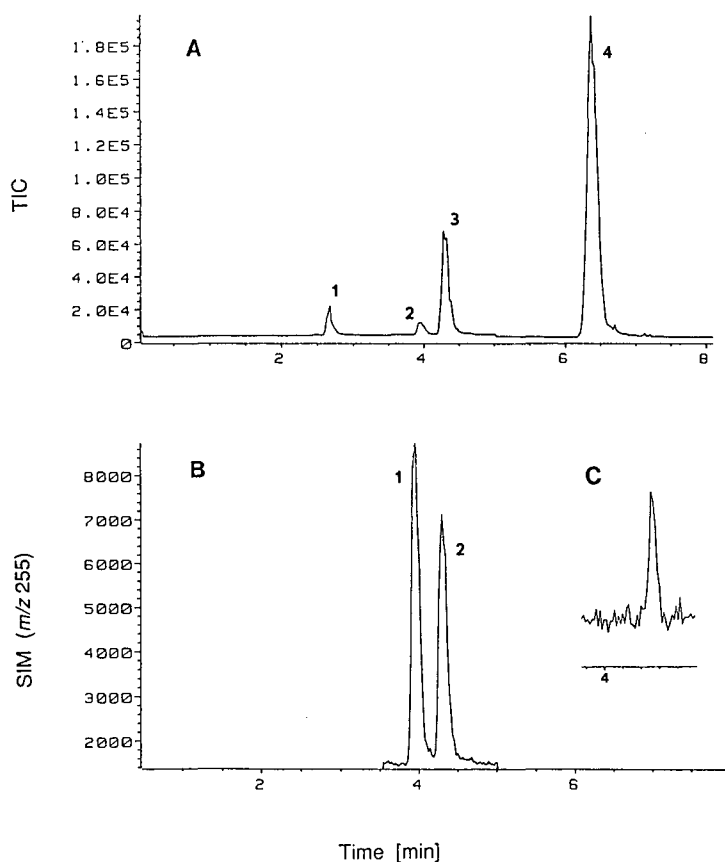 A
TIC
1.8E5
1.6E5
1.4E5
1.2E5
1.0E5
8.0E4
6.0E4
4.0E4
2.0E4
0
1
2
3
4
2 4 6 8
B
C
SIM (m/z 255)
8000
7000
6000
5000
4000
3000
2000
1
2
4
2 4 6
Time [min]